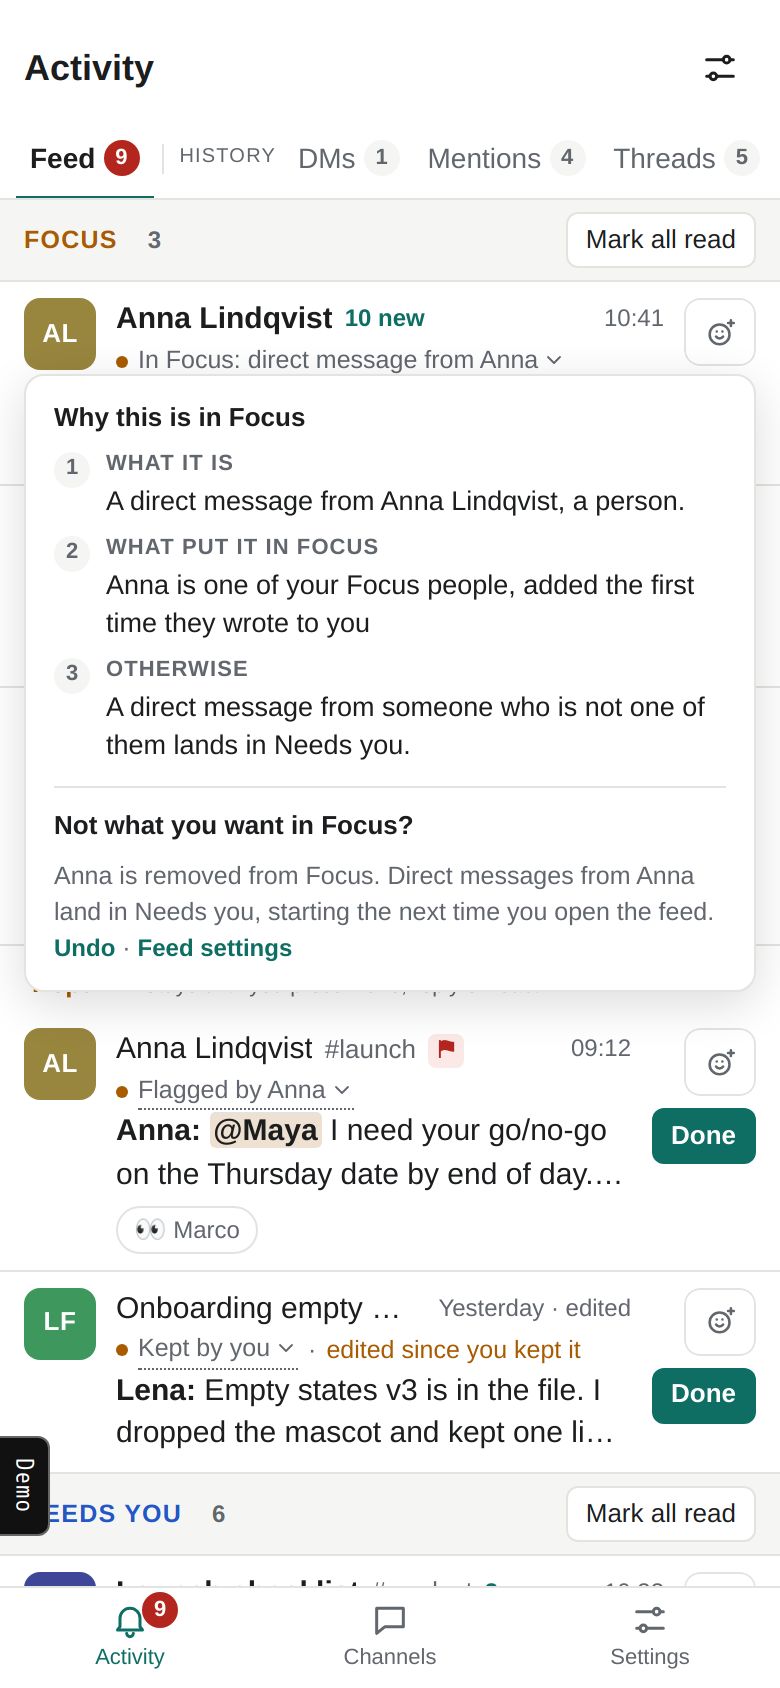 Activity
Feed 9 HISTORY DMs 1 Mentions 4 Threads 5
FOCUS 3 Mark all read
AL Anna Lindqvist 10 new 10:41
In Focus: direct message from Anna
Why this is in Focus
1 WHAT IT IS
A direct message from Anna Lindqvist, a person.
2 WHAT PUT IT IN FOCUS
Anna is one of your Focus people, added the first
time they wrote to you
3 OTHERWISE
A direct message from someone who is not one of
them lands in Needs you.
Not what you want in Focus?
Anna is removed from Focus. Direct messages from Anna
land in Needs you, starting the next time you open the feed.
Undo · Feed settings
AL Anna Lindqvist #launch 09:12
Flagged by Anna
Anna: @Maya I need your go/no-go
on the Thursday date by end of day.…
Done
👀 Marco
LF Onboarding empty … Yesterday · edited
Kept by you · edited since you kept it
Lena: Empty states v3 is in the file. I
dropped the mascot and kept one li…
Done
Demo
EEDS YOU 6 Mark all read
9
Activity Channels Settings